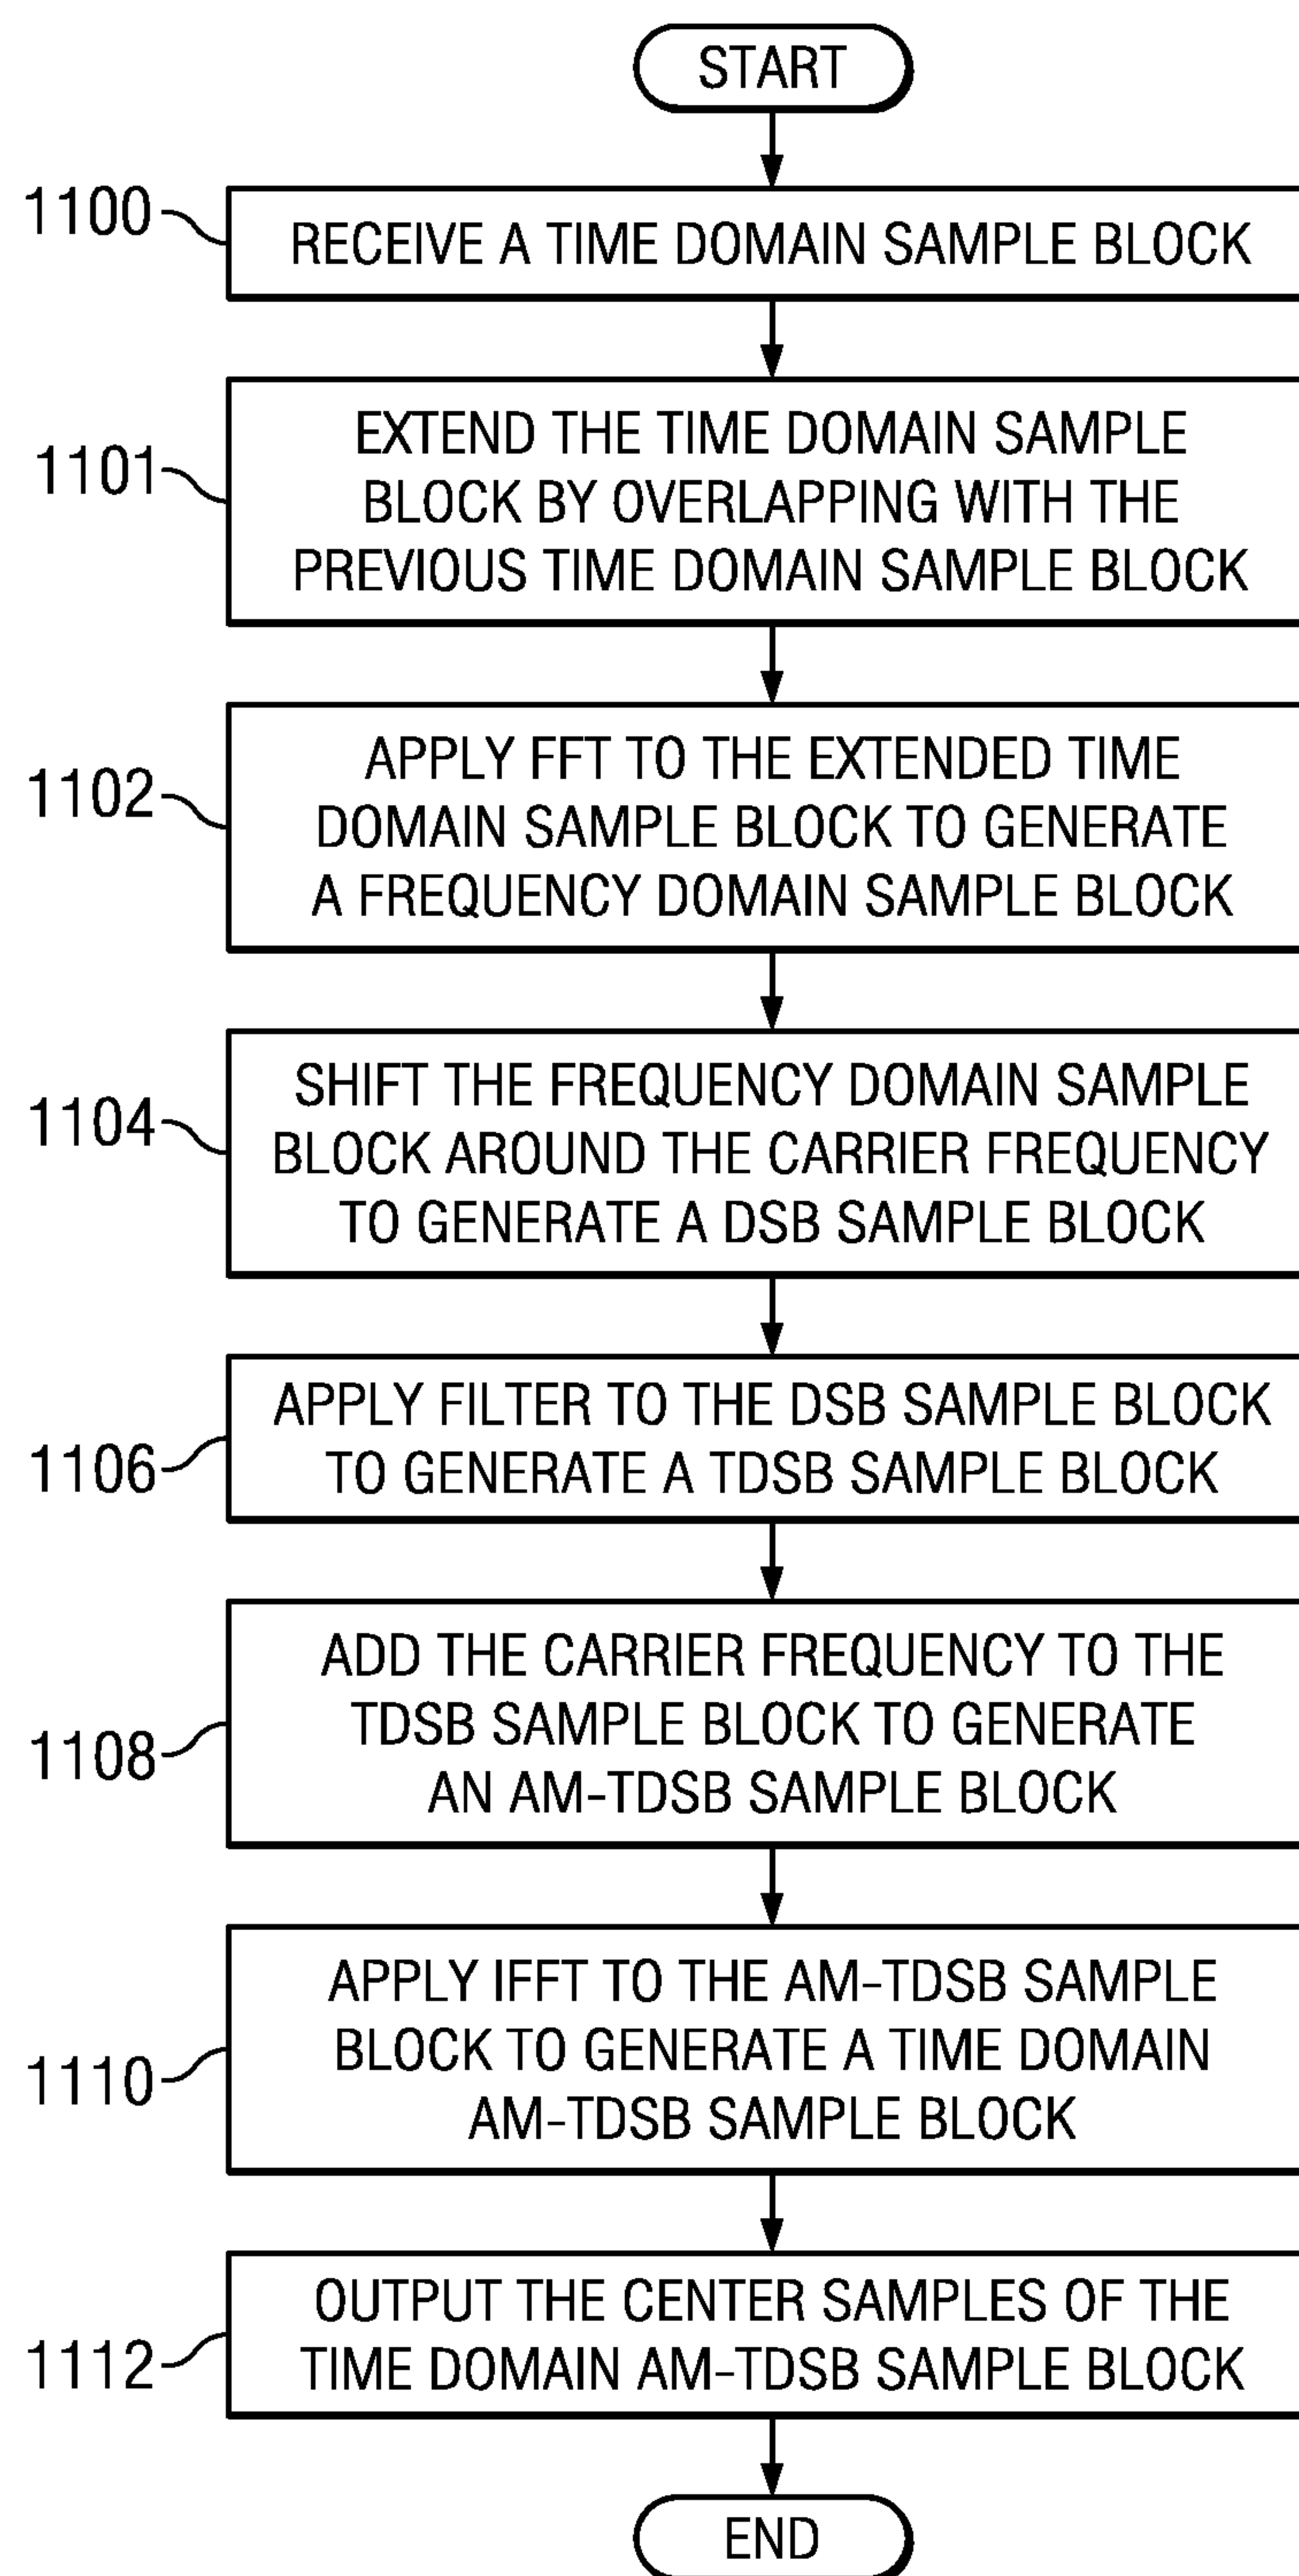 START
1100
RECEIVE A TIME DOMAIN SAMPLE BLOCK
1101
EXTEND THE TIME DOMAIN SAMPLE
BLOCK BY OVERLAPPING WITH THE
PREVIOUS TIME DOMAIN SAMPLE BLOCK
1102
APPLY FFT TO THE EXTENDED TIME
DOMAIN SAMPLE BLOCK TO GENERATE
A FREQUENCY DOMAIN SAMPLE BLOCK
1104
SHIFT THE FREQUENCY DOMAIN SAMPLE
BLOCK AROUND THE CARRIER FREQUENCY
TO GENERATE A DSB SAMPLE BLOCK
1106
APPLY FILTER TO THE DSB SAMPLE BLOCK
TO GENERATE A TDSB SAMPLE BLOCK
1108
ADD THE CARRIER FREQUENCY TO THE
TDSB SAMPLE BLOCK TO GENERATE
AN AM-TDSB SAMPLE BLOCK
1110
APPLY IFFT TO THE AM-TDSB SAMPLE
BLOCK TO GENERATE A TIME DOMAIN
AM-TDSB SAMPLE BLOCK
1112
OUTPUT THE CENTER SAMPLES OF THE
TIME DOMAIN AM-TDSB SAMPLE BLOCK
END